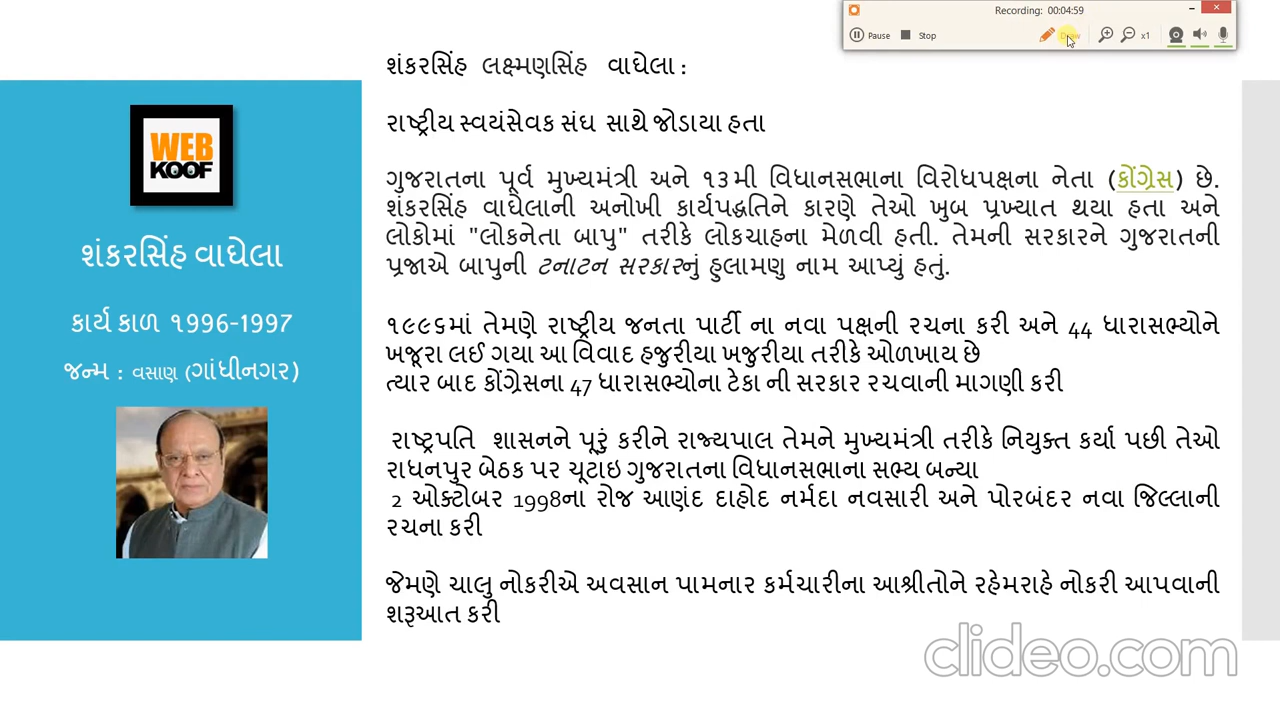 Recording: 00:04:59
Pause Stop Draw x1
WEB
KOOF
શંકરસિંહ વાઘેલા
કાર્ય કાળ ૧996-1997
જન્મ : વસાણ (ગાંધીનગર)
શંકરસિંહ લક્ષ્મણસિંહ વાઘેલા :
રાષ્ટ્રીય સ્વયંસેવક સંઘ સાથે જોડાયા હતા
ગુજરાતના પૂર્વ મુખ્યમંત્રી અને ૧૩મી વિધાનસભાના વિરોધપક્ષના નેતા (કોંગ્રેસ) છે.
શંકરસિંહ વાઘેલાની અનોખી કાર્યપદ્ધતિને કારણે તેઓ ખુબ પ્રખ્યાત થયા હતા અને
લોકોમાં "લોકનેતા બાપુ" તરીકે લોકચાહના મેળવી હતી. તેમની સરકારને ગુજરાતની
પ્રજાએ બાપુની ટનાટન સરકારનું હુલામણુ નામ આપ્યું હતું.
૧૯૯૬માં તેમણે રાષ્ટ્રીય જનતા પાર્ટી ના નવા પક્ષની રચના કરી અને 44 ધારાસભ્યોને
ખજૂરા લઈ ગયા આ વિવાદ હજુરીયા ખજુરીયા તરીકે ઓળખાય છે
ત્યાર બાદ કોંગ્રેસના 47 ધારાસભ્યોના ટેકા ની સરકાર રચવાની માગણી કરી
રાષ્ટ્રપતિ શાસનને પૂરું કરીને રાજ્યપાલ તેમને મુખ્યમંત્રી તરીકે નિયુક્ત કર્યા પછી તેઓ
રાધનપુર બેઠક પર ચૂટાઇ ગુજરાતના વિધાનસભાના સભ્ય બન્યા
2 ઓક્ટોબર 1998ના રોજ આણંદ દાહોદ નર્મદા નવસારી અને પોરબંદર નવા જિલ્લાની
રચના કરી
જેમણે ચાલુ નોકરીએ અવસાન પામનાર કર્મચારીના આશ્રીતોને રહેમરાહે નોકરી આપવાની
શરૂઆત કરી
clideo.com